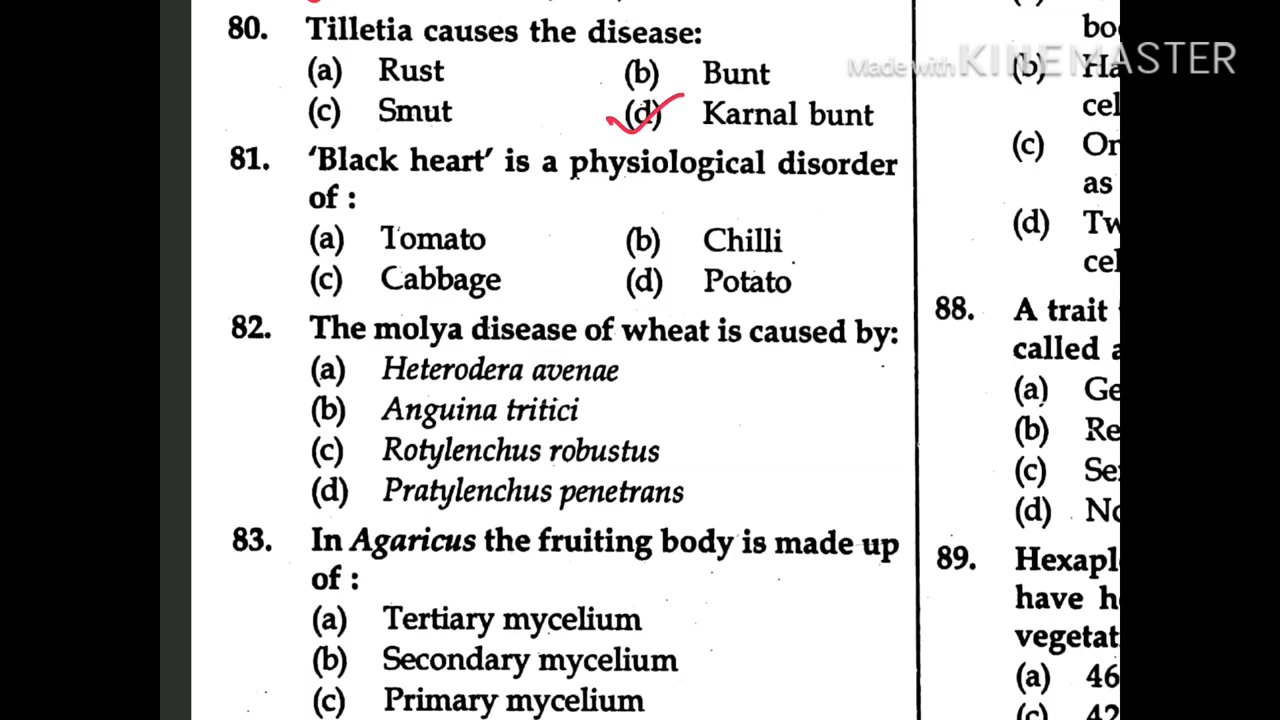 80. Tilletia causes the disease:
(a) Rust (b) Bunt
(c) Smut (d) Karnal bunt
81. 'Black heart' is a physiological disorder
of :
(a) Tomato (b) Chilli
(c) Cabbage (d) Potato
82. The molya disease of wheat is caused by:
(a) Heterodera avenae
(b) Anguina tritici
(c) Rotylenchus robustus
(d) Pratylenchus penetrans
83. In Agaricus the fruiting body is made up
of :
(a) Tertiary mycelium
(b) Secondary mycelium
(c) Primary mycelium
Made with KINEMASTER
(b)
(c)
as
(d)
88. A trait
called
(a)
(b)
(c)
(d)
89.
have
(a) 46
(c) 42